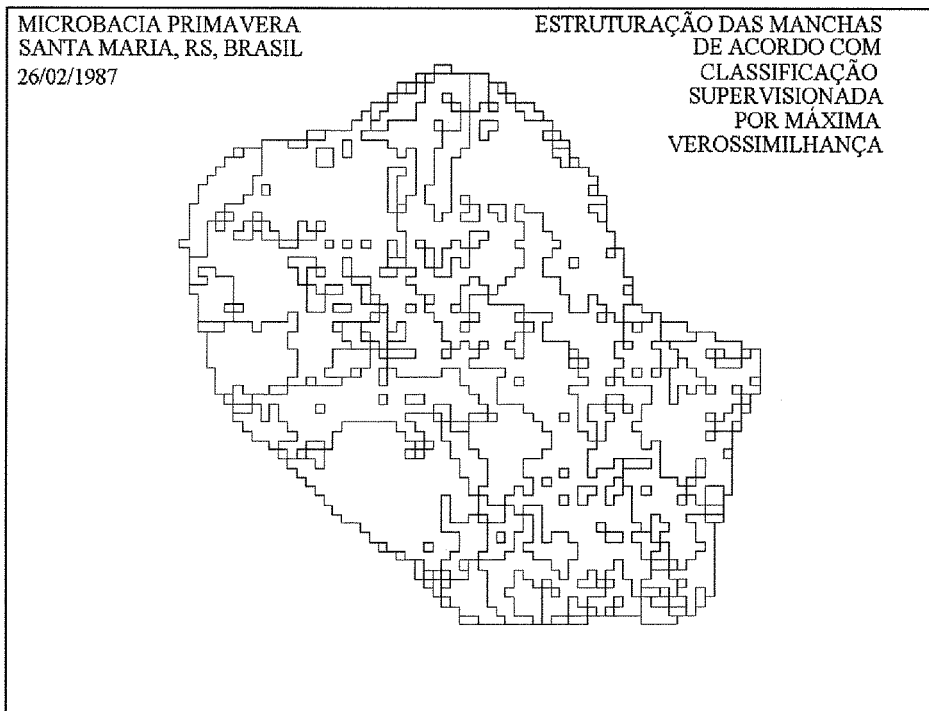 MICROBACIA PRIMAVERA
SANTA MARIA, RS, BRASIL
26/02/1987
ESTRUTURAÇÃO DAS MANCHAS
DE ACORDO COM
CLASSIFICAÇÃO
SUPERVISIONADA
POR MÁXIMA
VEROSSIMILHANÇA